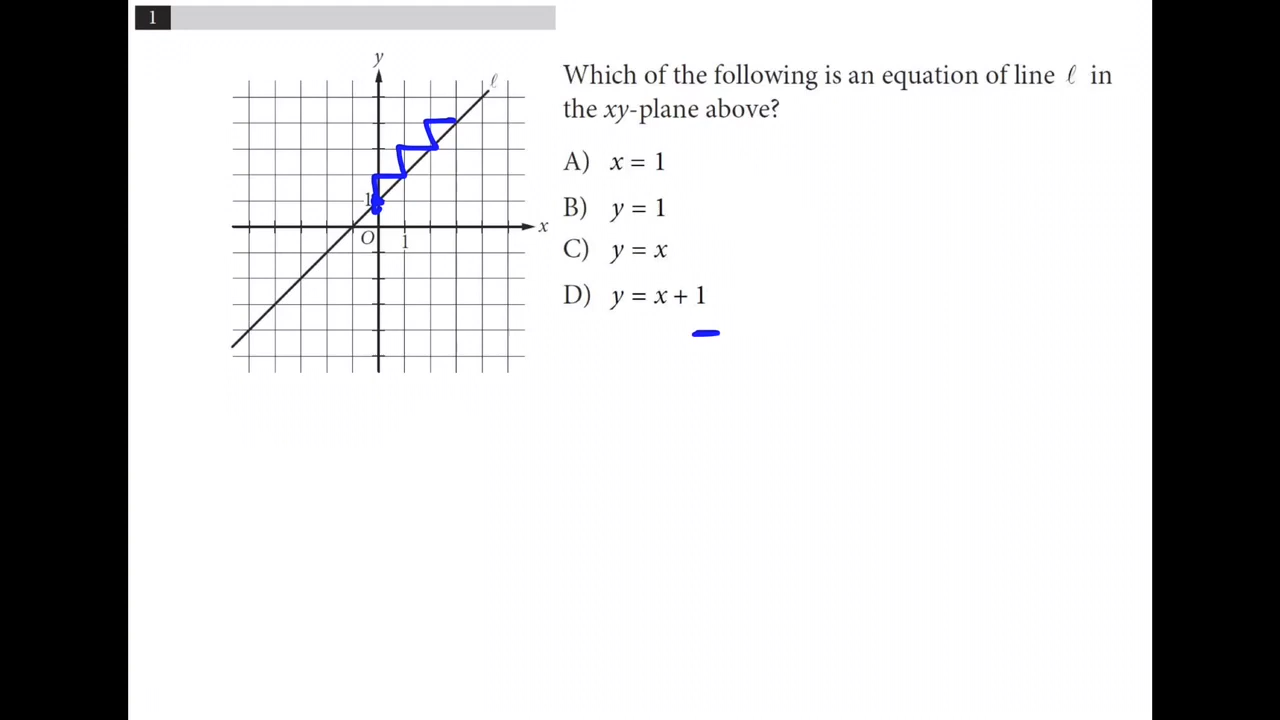 1
y
ℓ
1
O
1
x
Which of the following is an equation of line ℓ in
the xy-plane above?
A) x = 1
B) y = 1
C) y = x
D) y = x + 1